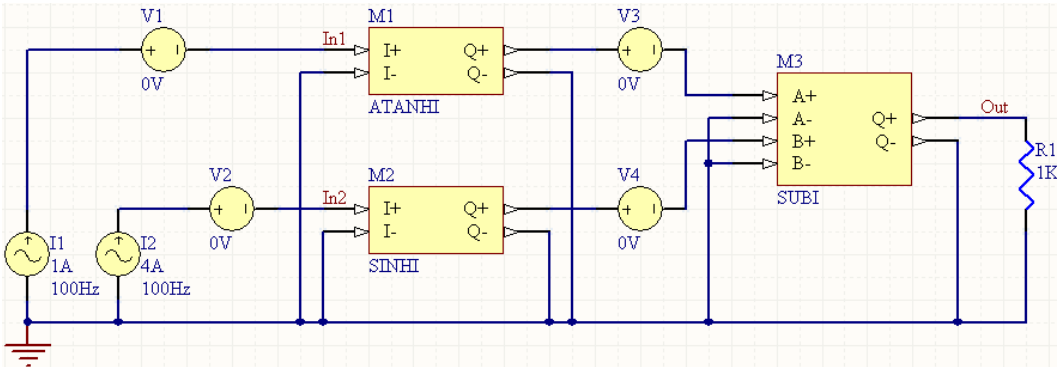 V1
+ I
0V
In1
M1
I+ Q+
I- Q-
ATANHI
V3
+ I
0V
M3
A+
A-
B+
B-
Q+
Q-
SUBI
Out
R1
1K
V2
+ I
0V
In2
M2
I+ Q+
I- Q-
SINHI
V4
+ I
0V
I1
1A
100Hz
I2
4A
100Hz